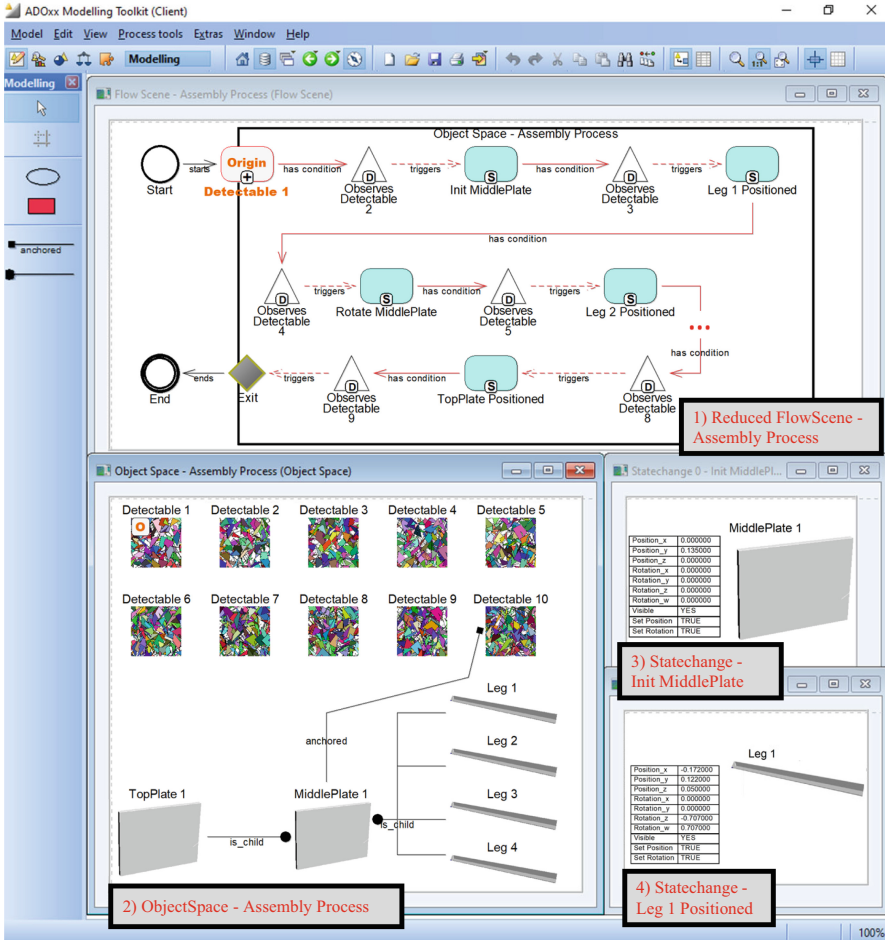 ADOxx Modelling Toolkit (Client)
Model Edit View Process tools Extras Window Help
Modelling
Modelling
anchored
Flow Scene - Assembly Process (Flow Scene)
Object Space - Assembly Process
Start
starts
Origin
Detectable 1
has condition
D
Observes
Detectable
2
triggers
S
Init MiddlePlate
has condition
D
Observes
Detectable
3
triggers
S
Leg 1 Positioned
has condition
D
Observes
Detectable
4
triggers
S
Rotate MiddlePlate
has condition
D
Observes
Detectable
5
triggers
S
Leg 2 Positioned
...
has condition
End
ends
Exit
triggers
D
Observes
Detectable
9
has condition
S
TopPlate Positioned
triggers
D
Observes
Detectable
8
1) Reduced FlowScene -
Assembly Process
Object Space - Assembly Process (Object Space)
Detectable 1 Detectable 2 Detectable 3 Detectable 4 Detectable 5
O
Detectable 6 Detectable 7 Detectable 8 Detectable 9 Detectable 10
Leg 1
anchored
Leg 2
TopPlate 1
MiddlePlate 1
Leg 3
is_child
is_child
Leg 4
2) ObjectSpace - Assembly Process
Statechange 0 - Init MiddlePl...
MiddlePlate 1
Position_x 0.000000
Position_y 0.135000
Position_z 0.000000
Rotation_x 0.000000
Rotation_y 0.000000
Rotation_z 0.000000
Rotation_w 0.000000
Visible YES
Set Position TRUE
Set Rotation TRUE
3) Statechange -
Init MiddlePlate
Leg 1
Position_x -0.172000
Position_y 0.122000
Position_z 0.050000
Rotation_x 0.000000
Rotation_y 0.000000
Rotation_z -0.707000
Rotation_w 0.707000
Visible YES
Set Position TRUE
Set Rotation TRUE
4) Statechange -
Leg 1 Positioned
100%